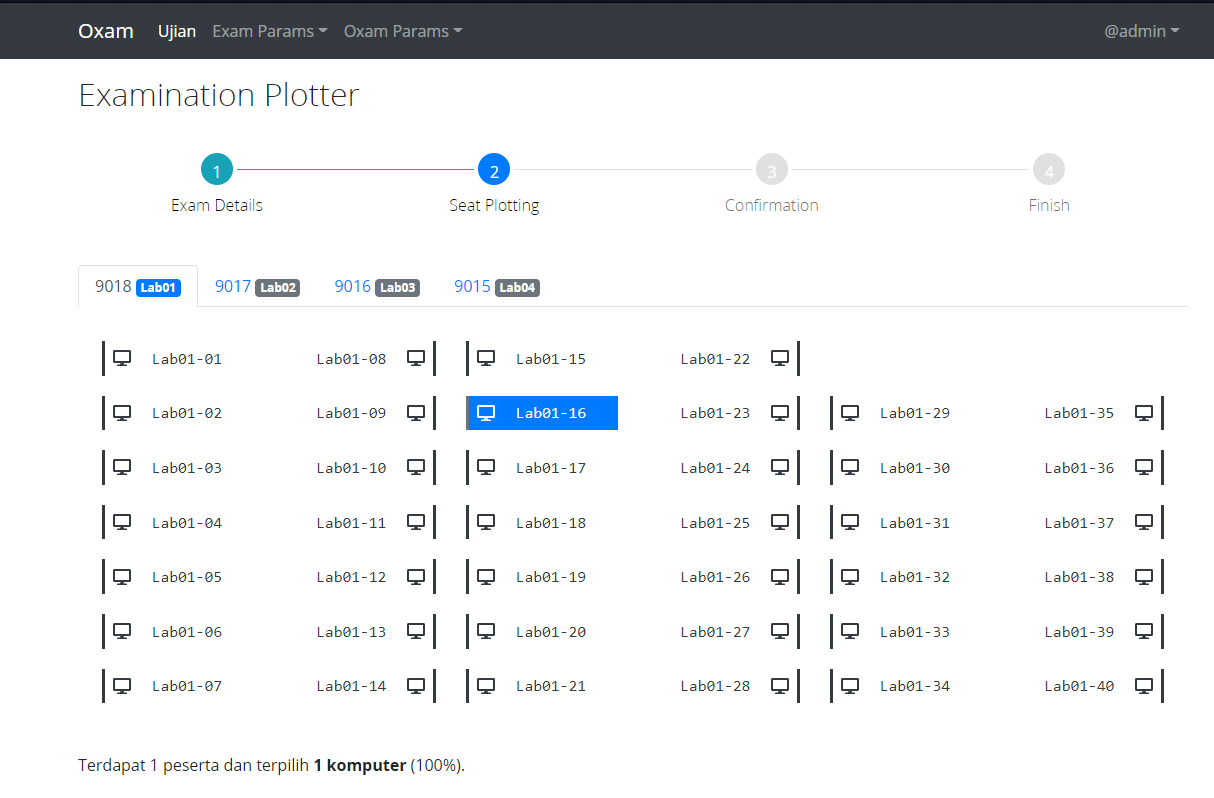 Oxam Ujian Exam Params Oxam Params @admin
Examination Plotter
1 2 3 4
Exam Details Seat Plotting Confirmation Finish
9018 Lab01 9017 Lab02 9016 Lab03 9015 Lab04
Lab01-01 Lab01-08 Lab01-15 Lab01-22
Lab01-02 Lab01-09 Lab01-16 Lab01-23 Lab01-29 Lab01-35
Lab01-03 Lab01-10 Lab01-17 Lab01-24 Lab01-30 Lab01-36
Lab01-04 Lab01-11 Lab01-18 Lab01-25 Lab01-31 Lab01-37
Lab01-05 Lab01-12 Lab01-19 Lab01-26 Lab01-32 Lab01-38
Lab01-06 Lab01-13 Lab01-20 Lab01-27 Lab01-33 Lab01-39
Lab01-07 Lab01-14 Lab01-21 Lab01-28 Lab01-34 Lab01-40
Terdapat 1 peserta dan terpilih 1 komputer (100%).